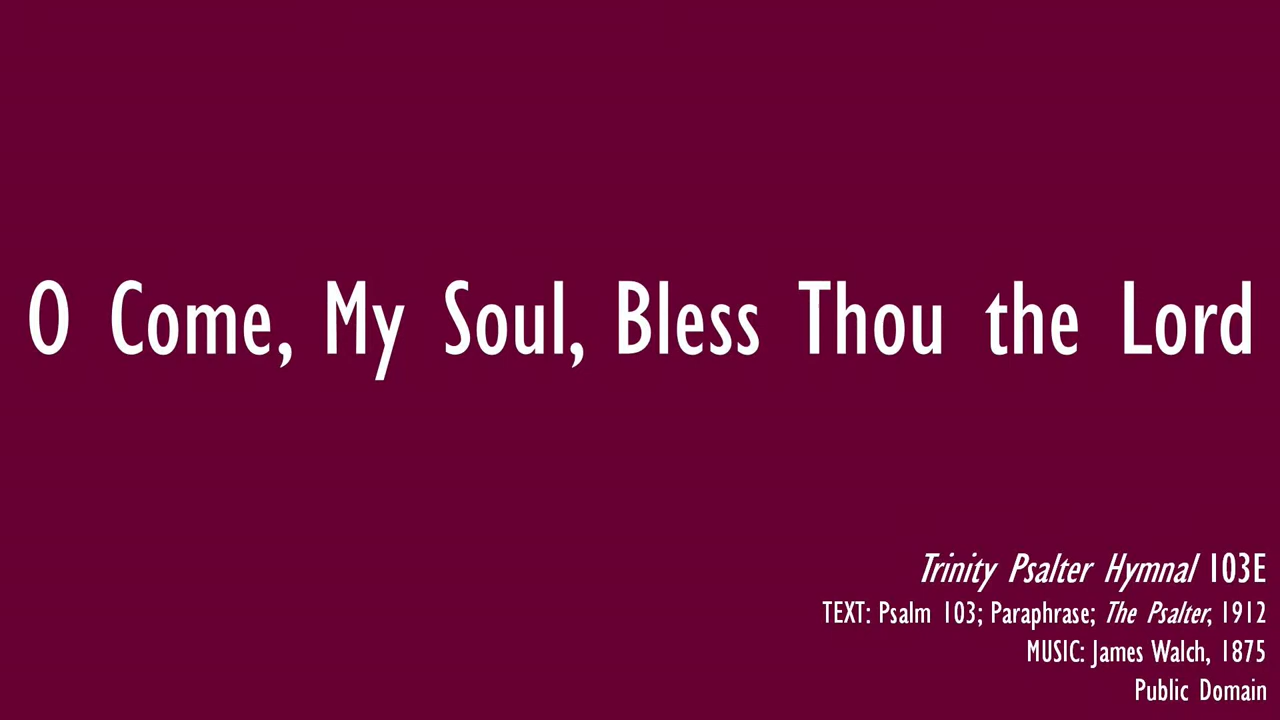 O Come, My Soul, Bless Thou the Lord
Trinity Psalter Hymnal 103E
TEXT: Psalm 103; Paraphrase; The Psalter, 1912
MUSIC: James Walch, 1875
Public Domain